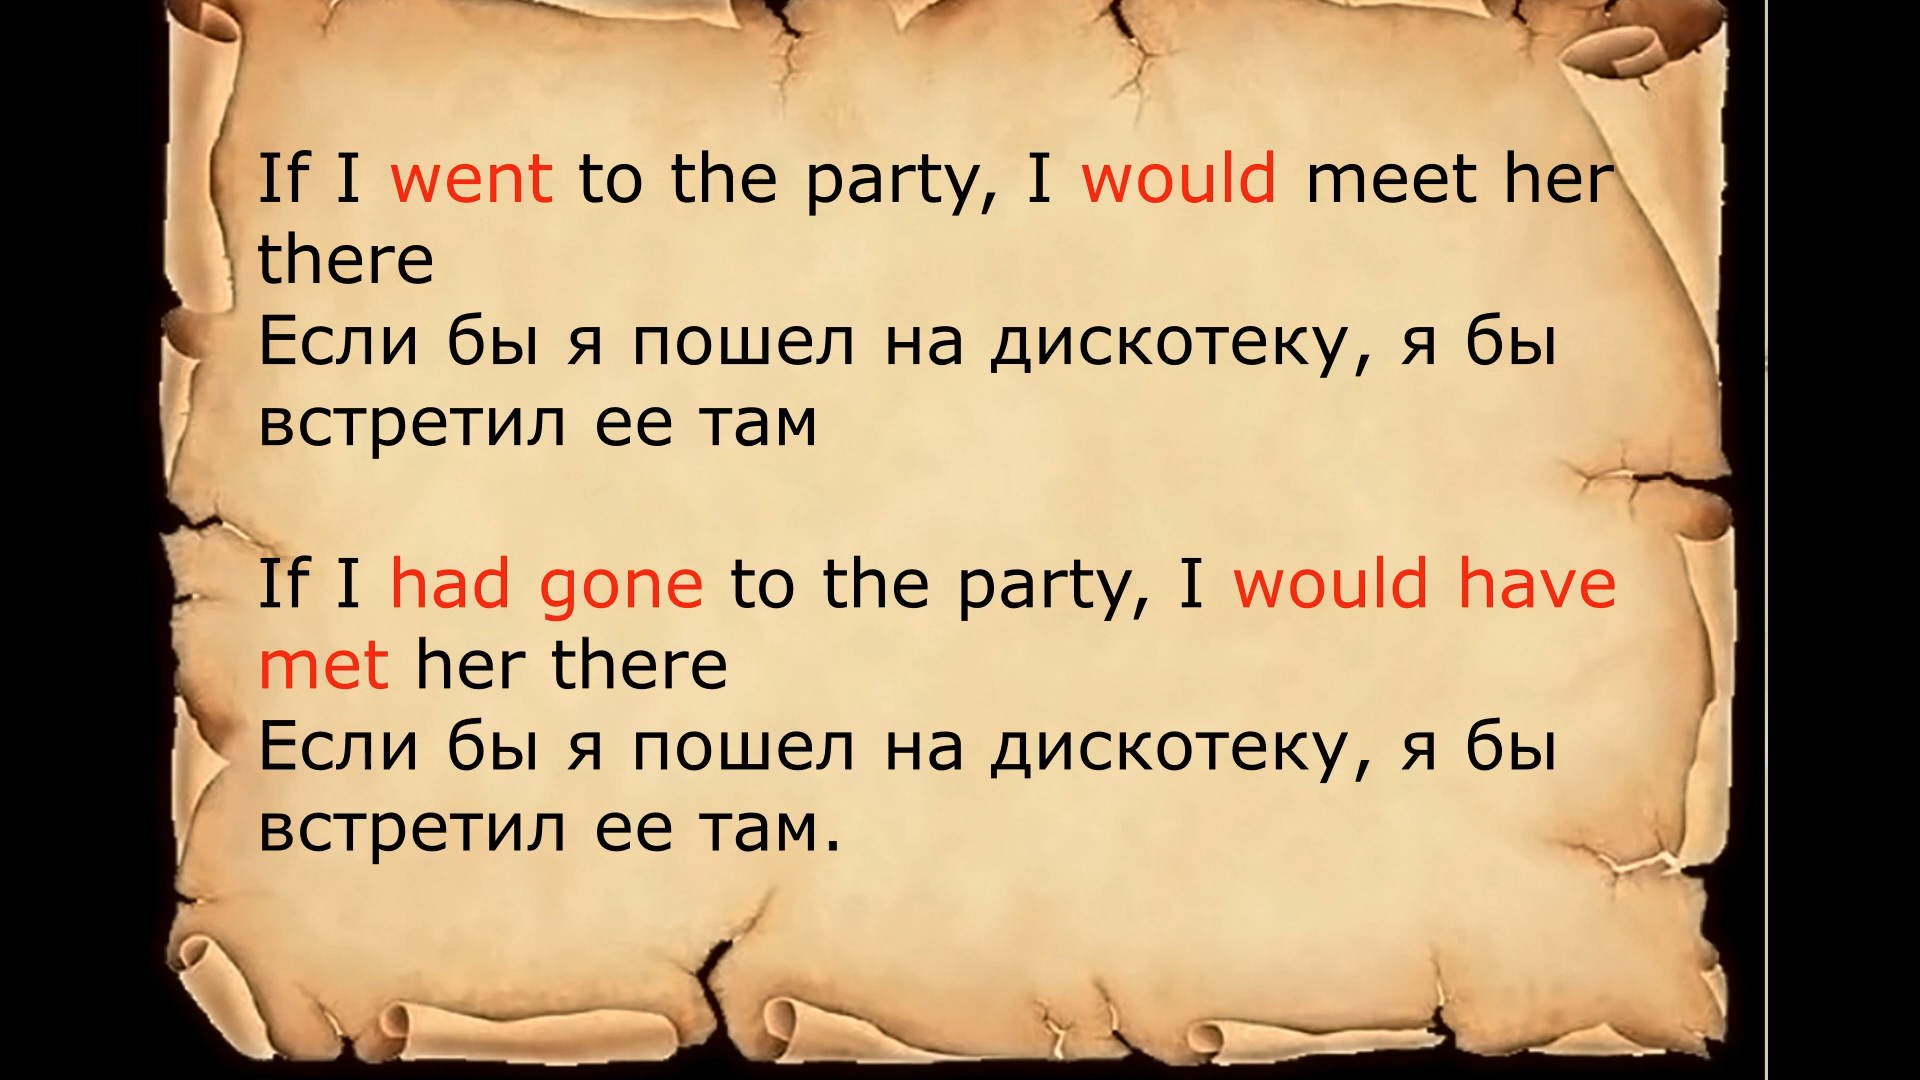 If I went to the party, I would meet her
there
Если бы я пошел на дискотеку, я бы
встретил ее там
If I had gone to the party, I would have
met her there
Если бы я пошел на дискотеку, я бы
встретил ее там.